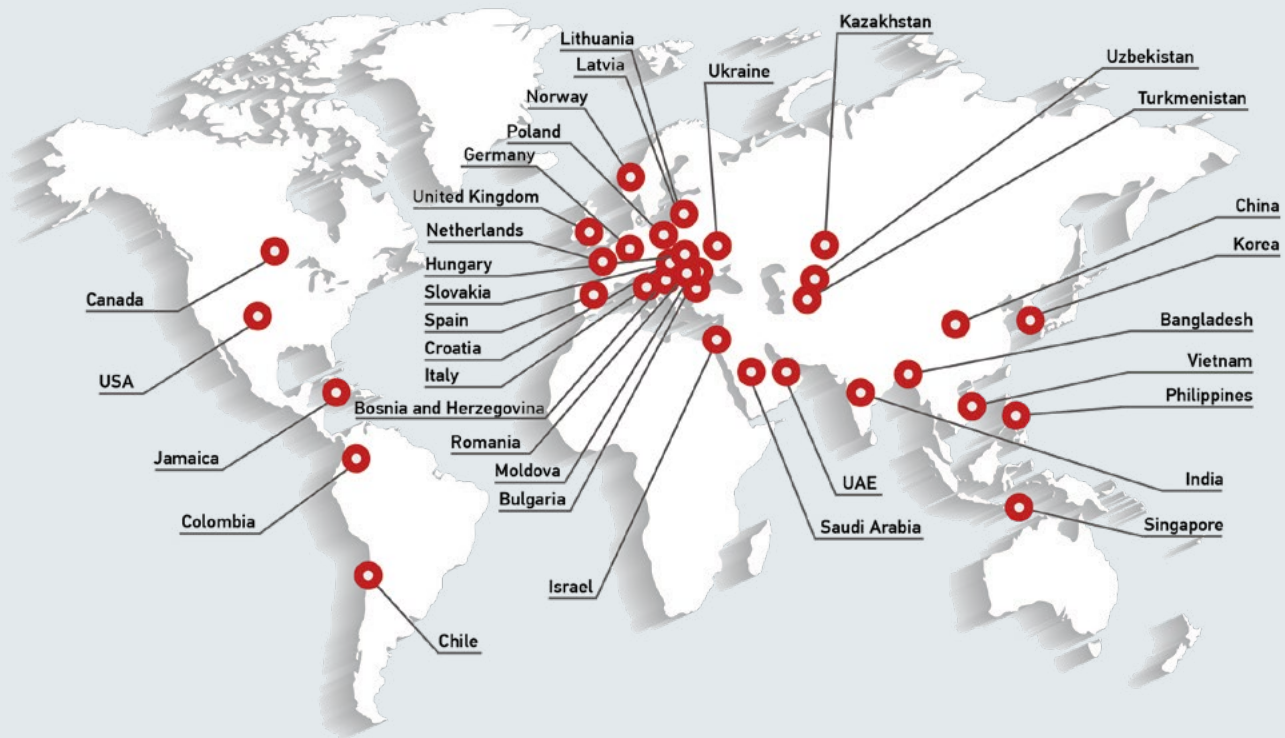 Kazakhstan
Lithuania
Uzbekistan
Latvia
Ukraine
Norway
Turkmenistan
Poland
Germany
United Kingdom
China
Netherlands
Korea
Hungary
Slovakia
Canada
Spain
Bangladesh
Croatia
Vietnam
USA
Italy
Philippines
Bosnia and Herzegovina
Romania
Jamaica
Moldova
UAE
India
Bulgaria
Colombia
Saudi Arabia
Singapore
Israel
Chile